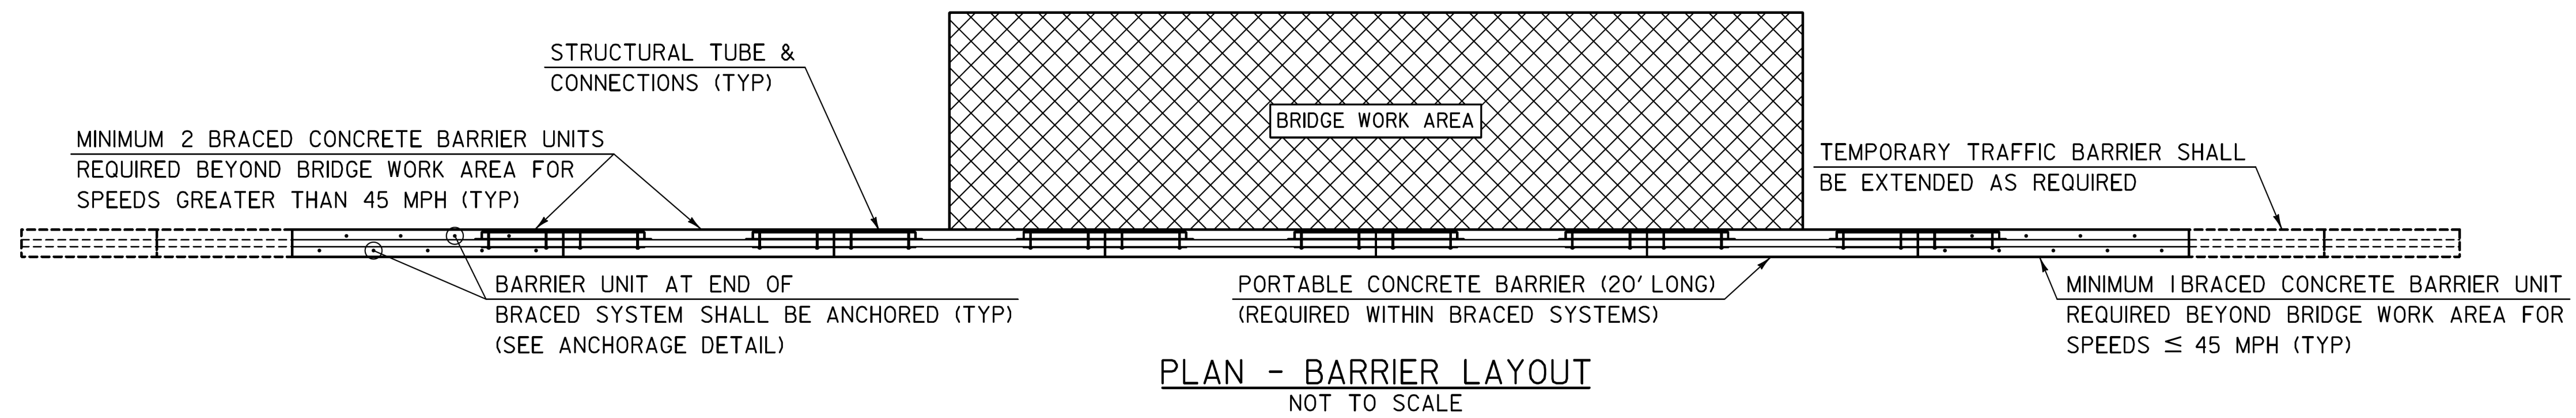 STRUCTURAL TUBE &
CONNECTIONS (TYP)
MINIMUM 2 BRACED CONCRETE BARRIER UNITS
REQUIRED BEYOND BRIDGE WORK AREA FOR
SPEEDS GREATER THAN 45 MPH (TYP)
BRIDGE WORK AREA
TEMPORARY TRAFFIC BARRIER SHALL
BE EXTENDED AS REQUIRED
BARRIER UNIT AT END OF
BRACED SYSTEM SHALL BE ANCHORED (TYP)
(SEE ANCHORAGE DETAIL)
PORTABLE CONCRETE BARRIER (20' LONG)
(REQUIRED WITHIN BRACED SYSTEMS)
MINIMUM 1 BRACED CONCRETE BARRIER UNIT
REQUIRED BEYOND BRIDGE WORK AREA FOR
SPEEDS ≤ 45 MPH (TYP)
PLAN - BARRIER LAYOUT
NOT TO SCALE